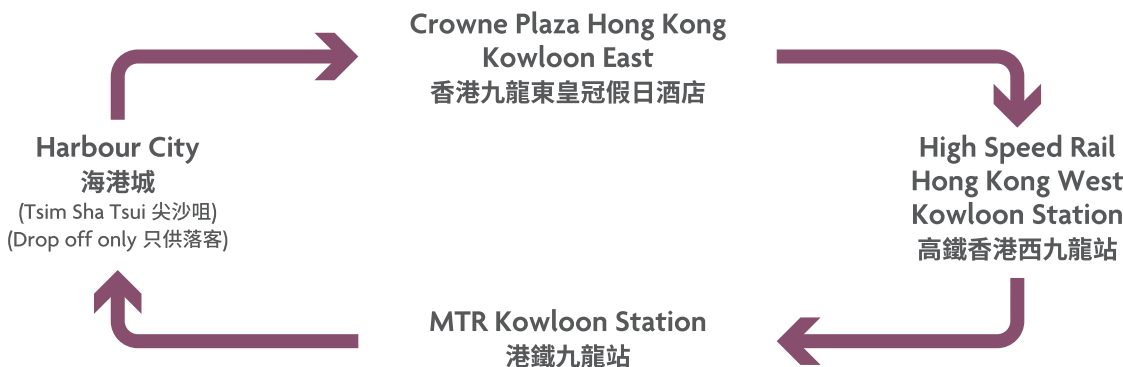 Crowne Plaza Hong Kong
Kowloon East
香港九龍東皇冠假日酒店
High Speed Rail
Hong Kong West
Kowloon Station
高鐵香港西九龍站
MTR Kowloon Station
港鐵九龍站
Harbour City
海港城
(Tsim Sha Tsui 尖沙咀)
(Drop off only 只供落客)